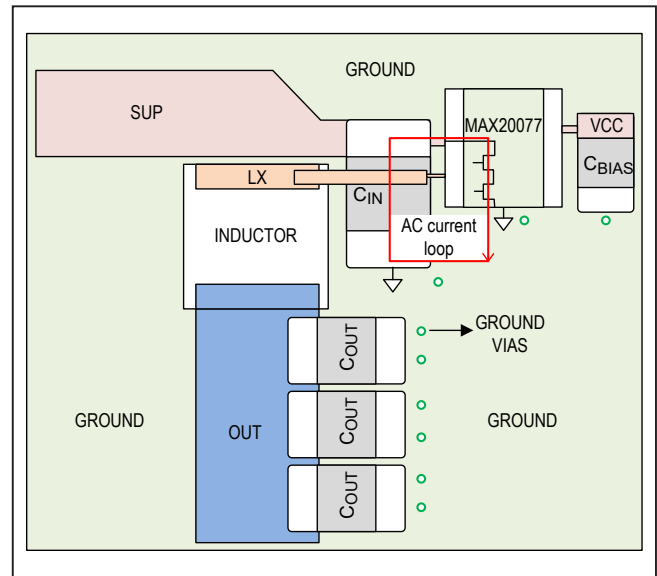 GROUND
SUP
MAX20077
VCC
CBIAS
LX
CIN
AC current
loop
INDUCTOR
GROUND
VIAS
COUT
GROUND
OUT
COUT
GROUND
COUT